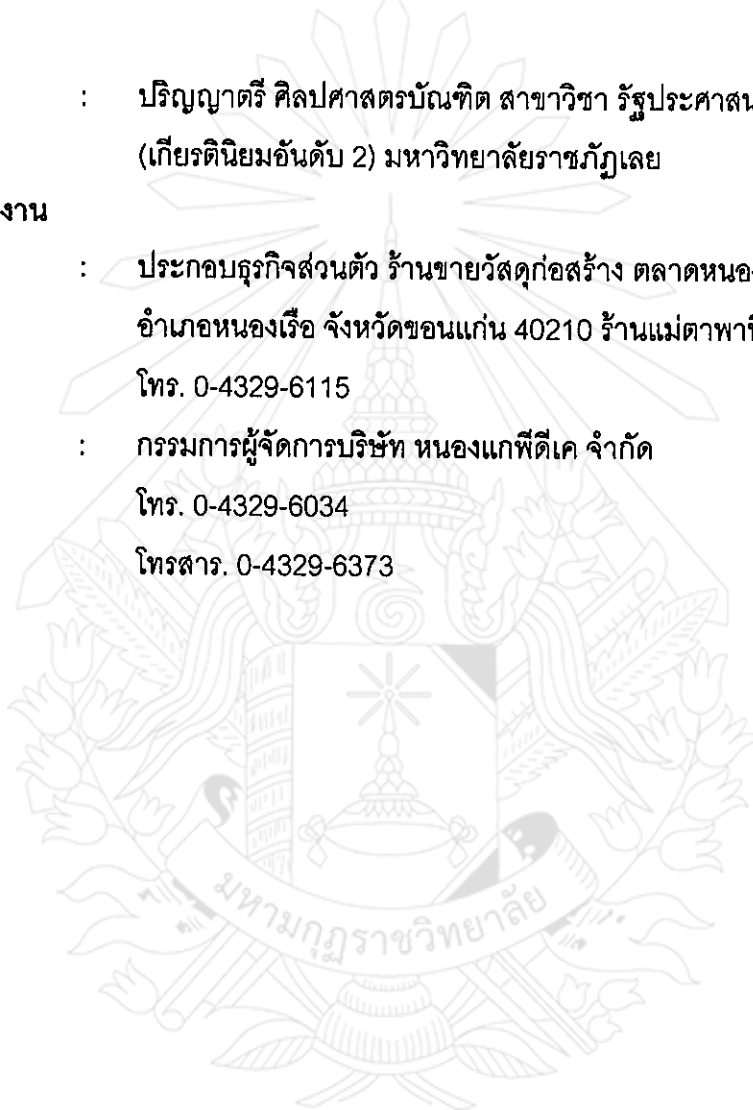 : ปริญญาตรี ศิลปศาสตรบัณฑิต สาขาวิชา รัฐประศาสน
(เกียรตินิยมอันดับ 2) มหาวิทยาลัยราชภัฏเลย
งาน
: ประกอบธุรกิจส่วนตัว ร้านขายวัสดุก่อสร้าง ตลาดหนอง
อำเภอหนองเรือ จังหวัดขอนแก่น 40210 ร้านแม่ตาพานิ
โทร. 0-4329-6115
: กรรมการผู้จัดการบริษัท หนองแกพีดีเค จำกัด
โทร. 0-4329-6034
โทรสาร. 0-4329-6373
มหามกุฏราชวิทยาลัย